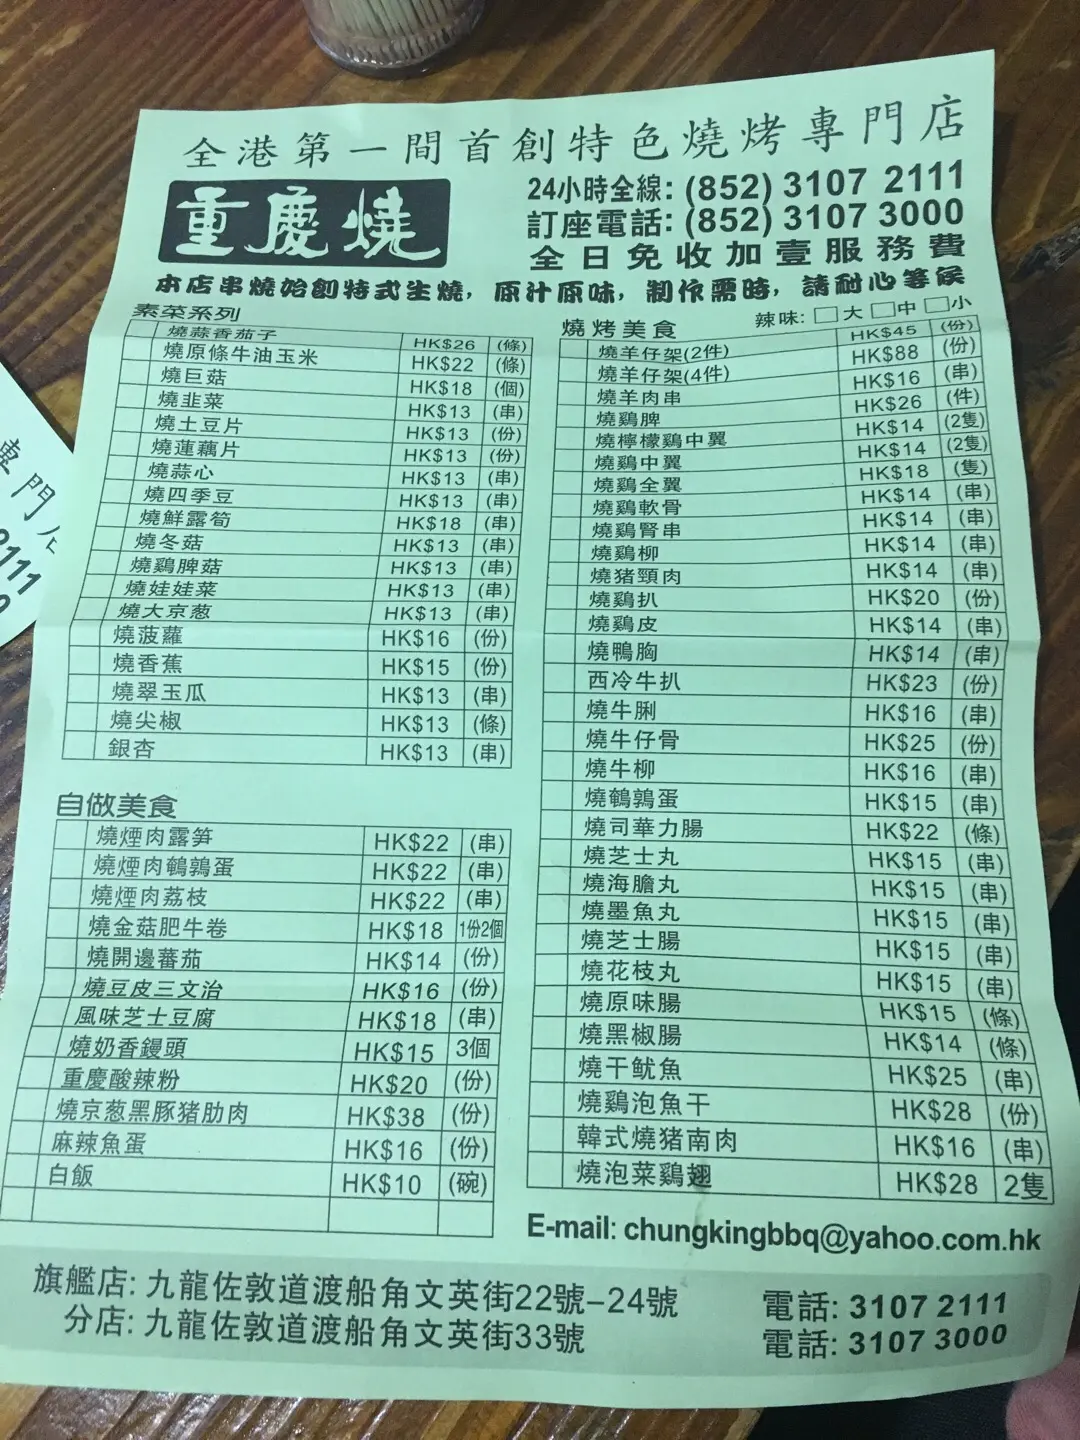 全港第一間首創特色燒烤專門店
重慶燒
24小時全線: (852) 3107 2111
訂座電話: (852) 3107 3000
全日免收加壹服務費
本店串燒始創特式生燒，原汁原味，制作需時，請耐心等候
素菜系列
燒蒜香茄子 HK$26 (條)
燒原條牛油玉米 HK$22 (條)
燒巨菇 HK$18 (個)
燒韭菜 HK$13 (串)
燒土豆片 HK$13 (份)
燒蓮藕片 HK$13 (份)
燒蒜心 HK$13 (串)
燒四季豆 HK$13 (串)
燒鮮露筍 HK$18 (串)
燒冬菇 HK$13 (串)
燒鷄脾菇 HK$13 (串)
燒娃娃菜 HK$13 (串)
燒大京葱 HK$13 (串)
燒菠蘿 HK$16 (份)
燒香蕉 HK$15 (份)
燒翠玉瓜 HK$13 (串)
燒尖椒 HK$13 (條)
銀杏 HK$13 (串)
自做美食
燒煙肉露笋 HK$22 (串)
燒煙肉鵪鶉蛋 HK$22 (串)
燒煙肉荔枝 HK$22 (串)
燒金菇肥牛卷 HK$18 1份2個
燒開邊蕃茄 HK$14 (份)
燒豆皮三文治 HK$16 (份)
風味芝士豆腐 HK$18 (串)
燒奶香饅頭 HK$15 3個
重慶酸辣粉 HK$20 (份)
燒京葱黑豚猪肋肉 HK$38 (份)
麻辣魚蛋 HK$16 (份)
白飯 HK$10 (碗)
燒烤美食 辣味: □大 □中 □小
燒羊仔架(2件) HK$45 (份)
燒羊仔架(4件) HK$88 (份)
燒羊肉串 HK$16 (串)
燒鷄脾 HK$26 (件)
燒檸檬鷄中翼 HK$14 (2隻)
燒鷄中翼 HK$14 (2隻)
燒鷄全翼 HK$18 (隻)
燒鷄軟骨 HK$14 (串)
燒鷄腎串 HK$14 (串)
燒鷄柳 HK$14 (串)
燒猪頸肉 HK$14 (串)
燒鷄扒 HK$20 (份)
燒鷄皮 HK$14 (串)
燒鴨胸 HK$14 (串)
西冷牛扒 HK$23 (份)
燒牛脷 HK$16 (串)
燒牛仔骨 HK$25 (份)
燒牛柳 HK$16 (串)
燒鵪鶉蛋 HK$15 (串)
燒司華力腸 HK$22 (條)
燒芝士丸 HK$15 (串)
燒海膽丸 HK$15 (串)
燒墨魚丸 HK$15 (串)
燒芝士腸 HK$15 (串)
燒花枝丸 HK$15 (串)
燒原味腸 HK$15 (條)
燒黑椒腸 HK$14 (條)
燒干魷魚 HK$25 (串)
燒鷄泡魚干 HK$28 (份)
韓式燒猪南肉 HK$16 (串)
燒泡菜鷄翅 HK$28 2隻
E-mail: chungkingbbq@yahoo.com.hk
旗艦店: 九龍佐敦道渡船角文英街22號-24號 電話: 3107 2111
分店: 九龍佐敦道渡船角文英街33號 電話: 3107 3000
專門店
2111